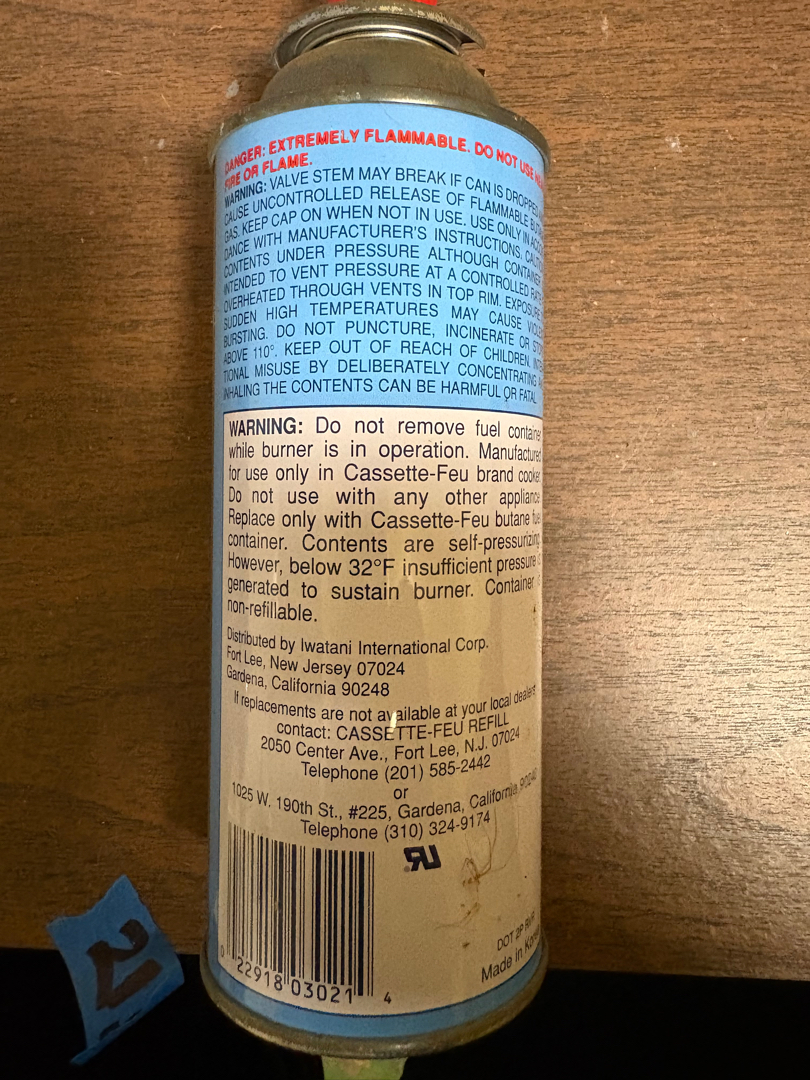 DANGER: EXTREMELY FLAMMABLE. DO NOT USE
FIRE OR FLAME.
WARNING: VALVE STEM MAY BREAK IF CAN IS DROPPED
CAUSE UNCONTROLLED RELEASE OF FLAMMABLE
GAS. KEEP CAP ON WHEN NOT IN USE. USE ONLY IN
DANCE WITH MANUFACTURER'S INSTRUCTIONS.
CONTENTS UNDER PRESSURE ALTHOUGH
INTENDED TO VENT PRESSURE AT A CONTROLLED
OVERHEATED THROUGH VENTS IN TOP RIM.
SUDDEN HIGH TEMPERATURES MAY CAUSE
BURSTING. DO NOT PUNCTURE, INCINERATE OR
ABOVE 110°. KEEP OUT OF REACH OF CHILDREN.
TIONAL MISUSE BY DELIBERATELY CONCENTRATING
INHALING THE CONTENTS CAN BE HARMFUL OR FATAL
WARNING: Do not remove fuel container
while burner is in operation. Manufactured
for use only in Cassette-Feu brand cooker
Do not use with any other appliance
Replace only with Cassette-Feu butane fuel
container. Contents are self-pressurizing
However, below 32°F insufficient pressure
generated to sustain burner. Container
non-refillable.
Distributed by Iwatani International Corp.
Fort Lee, New Jersey 07024
Gardena, California 90248
If replacements are not available at your local dealers
contact: CASSETTE-FEU REFILL
2050 Center Ave., Fort Lee, N.J. 07024
Telephone (201) 585-2442
or
1025 W. 190th St., #225, Gardena, California
Telephone (310) 324-9174
0 22918 03021 4
DOT 2P
Made in
21